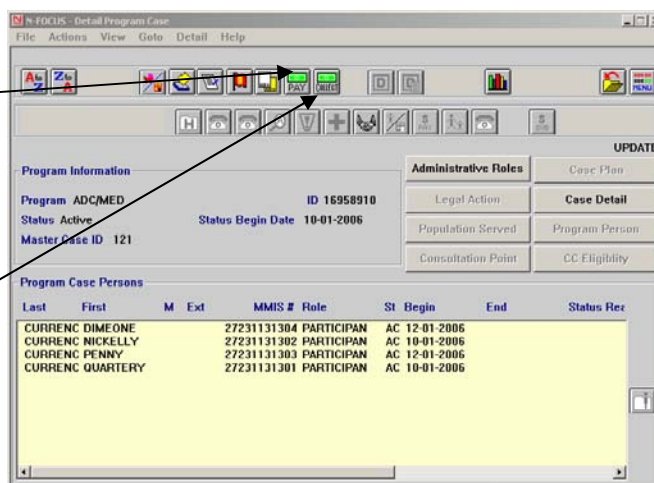 N-FOCUS - Detail Program Case
File Actions View Goto Detail Help
A to Z Z to A PAY D MENU
H $ $
UPDATE
Program Information
Program ADC/MED ID 16958910
Status Active Status Begin Date 10-01-2006
Master Case ID 121
Administrative Roles Case Plan
Legal Action Case Detail
Population Served Program Person
Consultation Point CC Eligiblity
Program Case Persons
Last First M Ext MMIS # Role St Begin End Status Rea
CURRENC DIMEONE 27231131304 PARTICIPAN AC 12-01-2006
CURRENC NICKELLY 27231131302 PARTICIPAN AC 10-01-2006
CURRENC PENNY 27231131303 PARTICIPAN AC 12-01-2006
CURRENC QUARTERY 27231131301 PARTICIPAN AC 10-01-2006